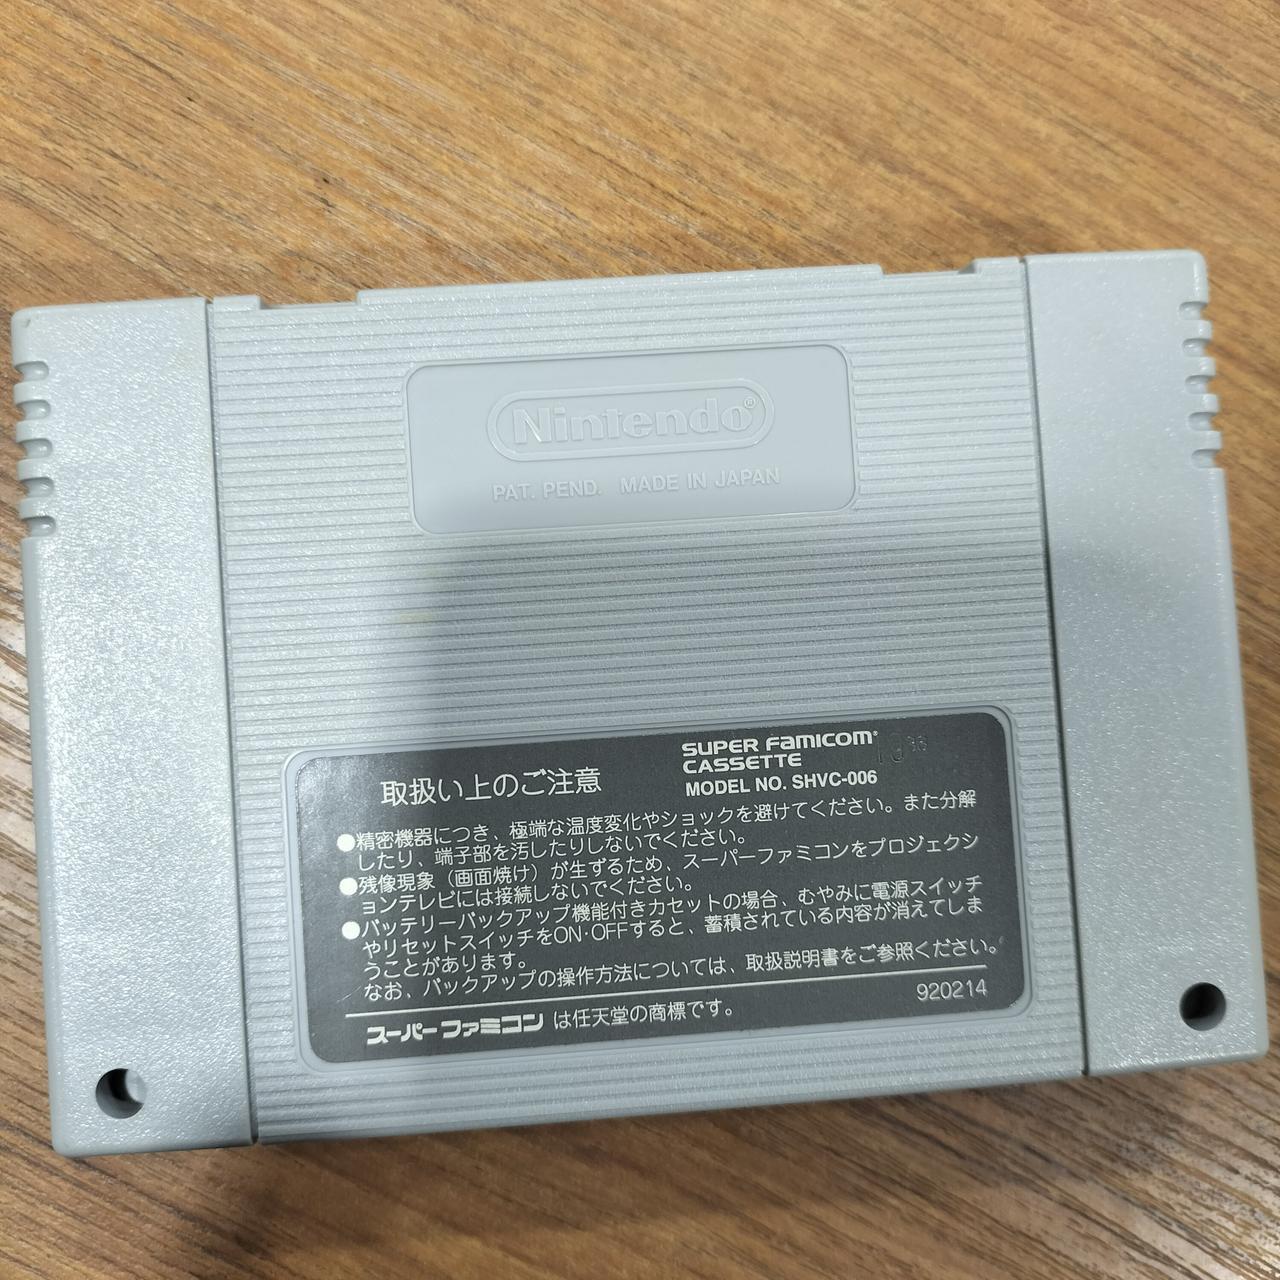 Nintendo®
PAT. PEND. MADE IN JAPAN
取扱い上のご注意
SUPER FAMICOM®
CASSETTE
MODEL NO. SHVC-006
●精密機器につき、極端な温度変化やショックを避けてください。また分解
したり、端子部を汚したりしないでください。
●残像現象（画面焼け）が生ずるため、スーパーファミコンをプロジェクシ
ョンテレビには接続しないでください。
●バッテリーバックアップ機能付きカセットの場合、むやみに電源スイッチ
やリセットスイッチをON·OFFすると、蓄積されている内容が消えてしま
うことがあります。
なお、バックアップの操作方法については、取扱説明書をご参照ください。
920214
スーパーファミコン は任天堂の商標です。